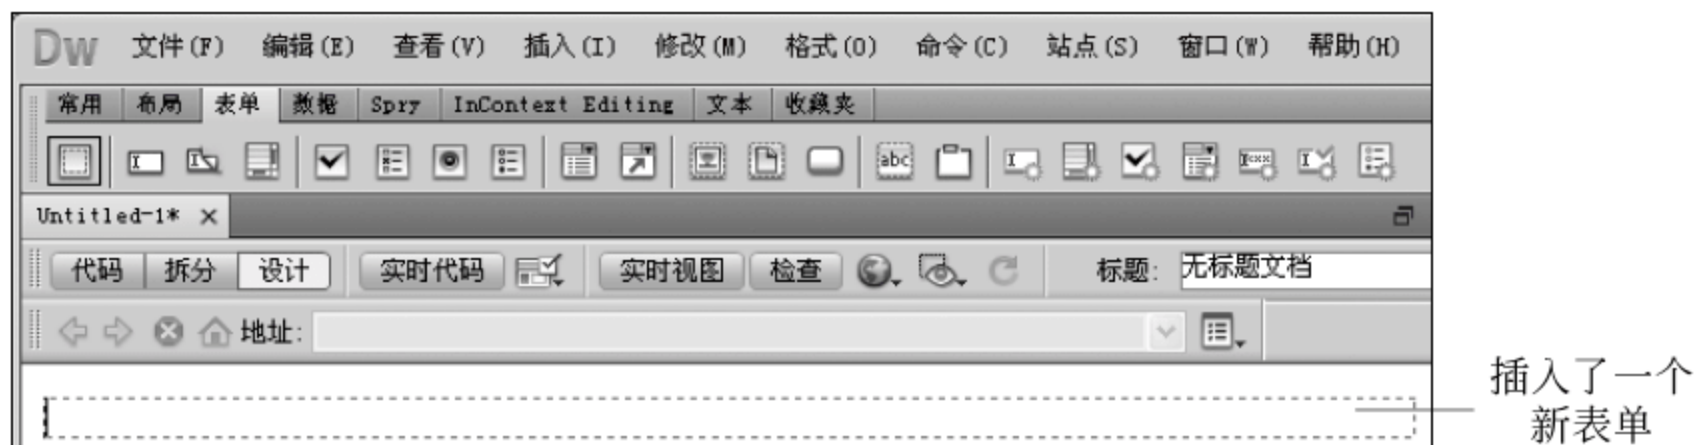 Dw 文件(F) 编辑(E) 查看(V) 插入(I) 修改(M) 格式(O) 命令(C) 站点(S) 窗口(W) 帮助(H)
常用 布局 表单 数据 Spry InContext Editing 文本 收藏夹
abc
Untitled-1* ×
代码 拆分 设计 实时代码 实时视图 检查 标题: 无标题文档
地址:
插入了一个
新表单